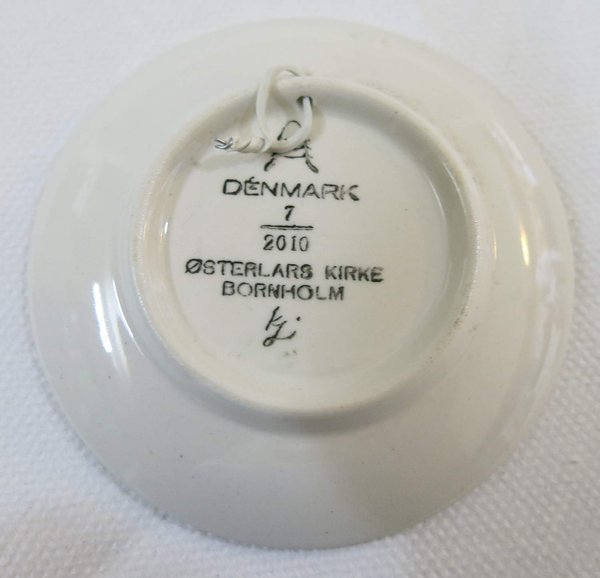 DENMARK
7
2010
ØSTERLARS KIRKE
BORNHOLM